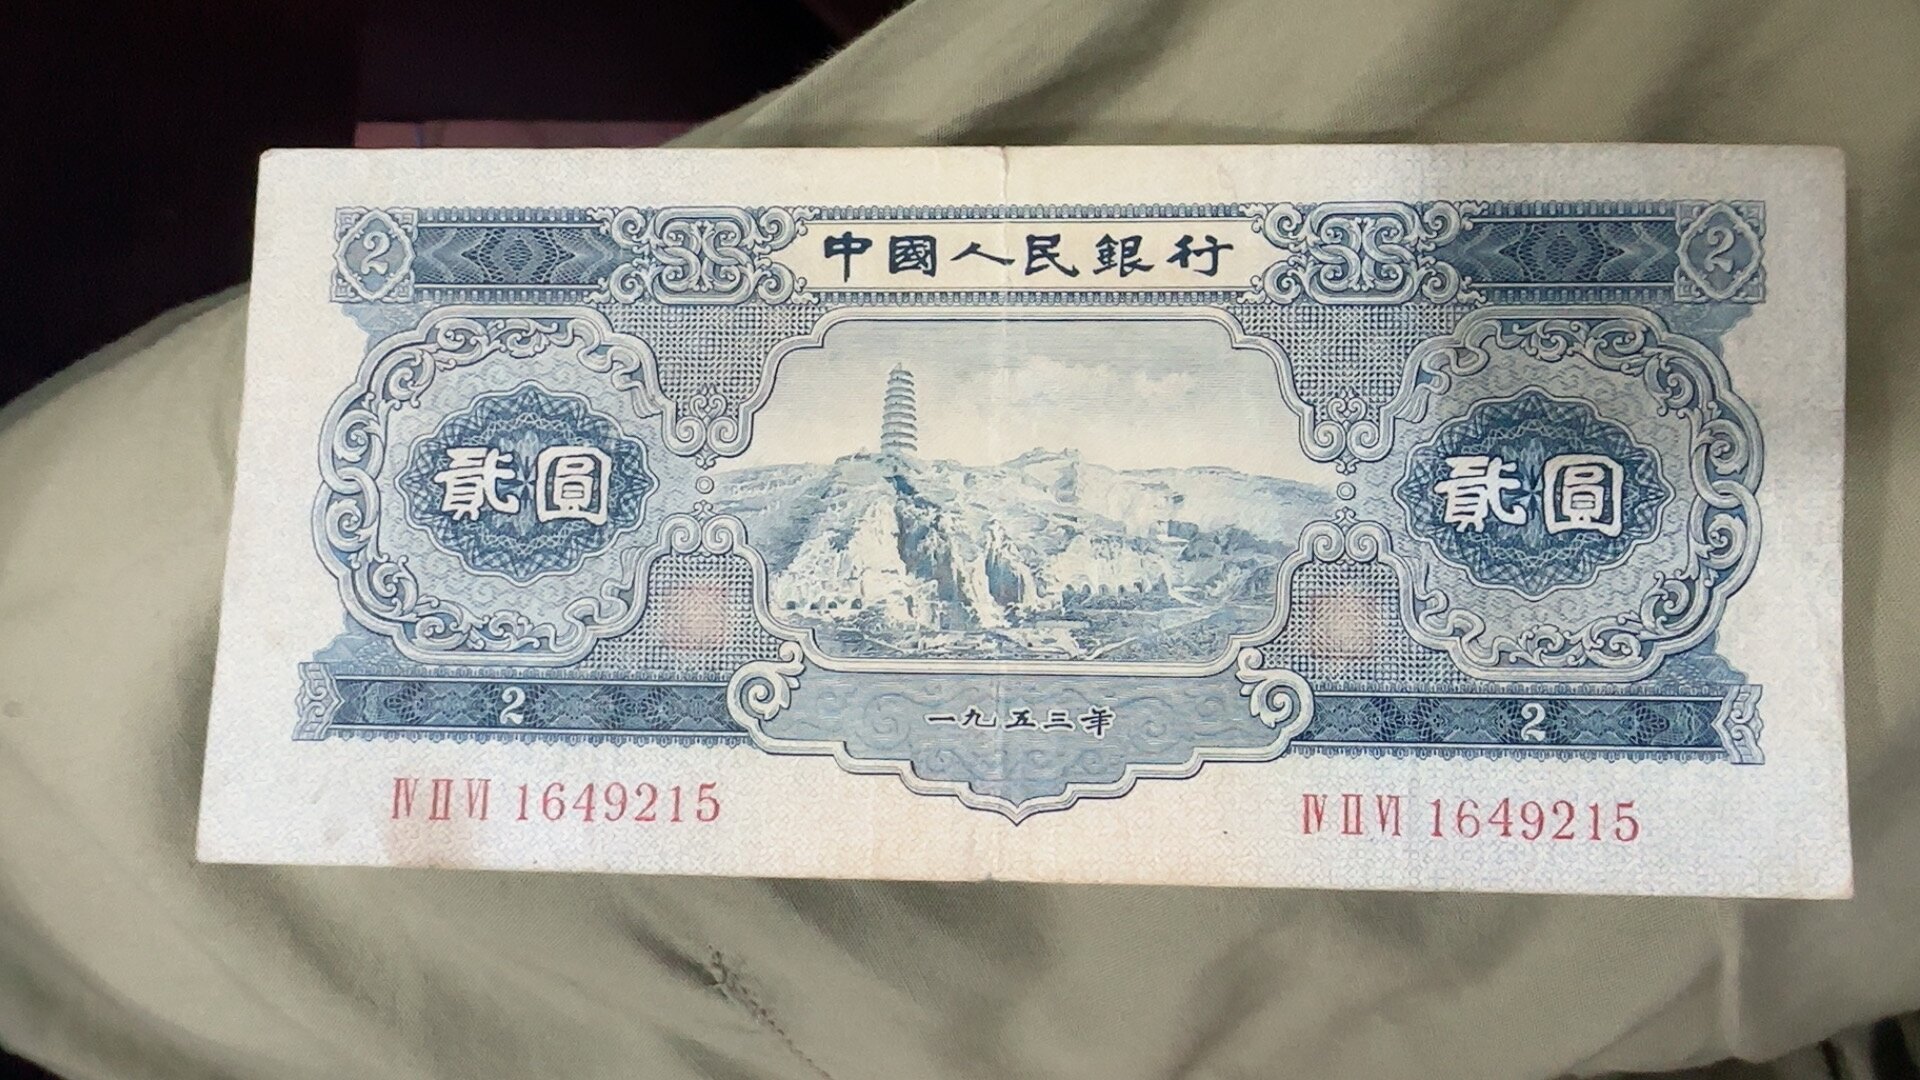 2 中國人民銀行 2
貳圓 貳圓
2 一九五三年 2
Ⅳ Ⅱ Ⅵ 1649215 Ⅳ Ⅱ Ⅵ 1649215